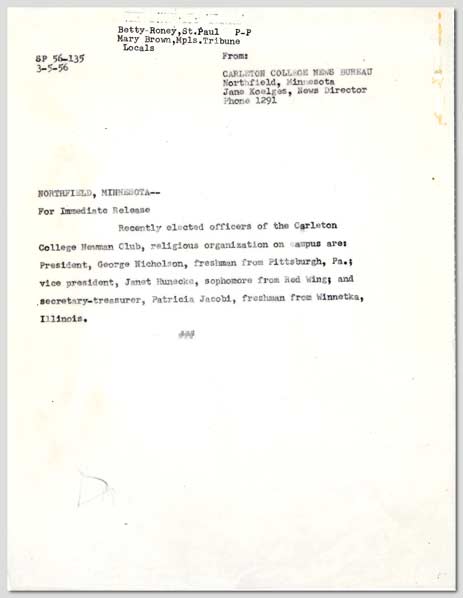 Betty-Roney,St.Paul P-P
Mary Brown,Mpls.Tribune
Locals
SP 56-135
3-5-56
From:
CARLETON COLLEGE NEWS BUREAU
Northfield, Minnesota
Jane Koelges, News Director
Phone 1291
NORTHFIELD, MINNESOTA--
For Immediate Release
Recently elected officers of the Carleton
College Newman Club, religious organization on campus are:
President, George Nicholson, freshman from Pittsburgh, Pa.;
vice president, Janet Hunecke, sophomore from Red Wing; and
secretary-treasurer, Patricia Jacobi, freshman from Winnetka,
Illinois.
###